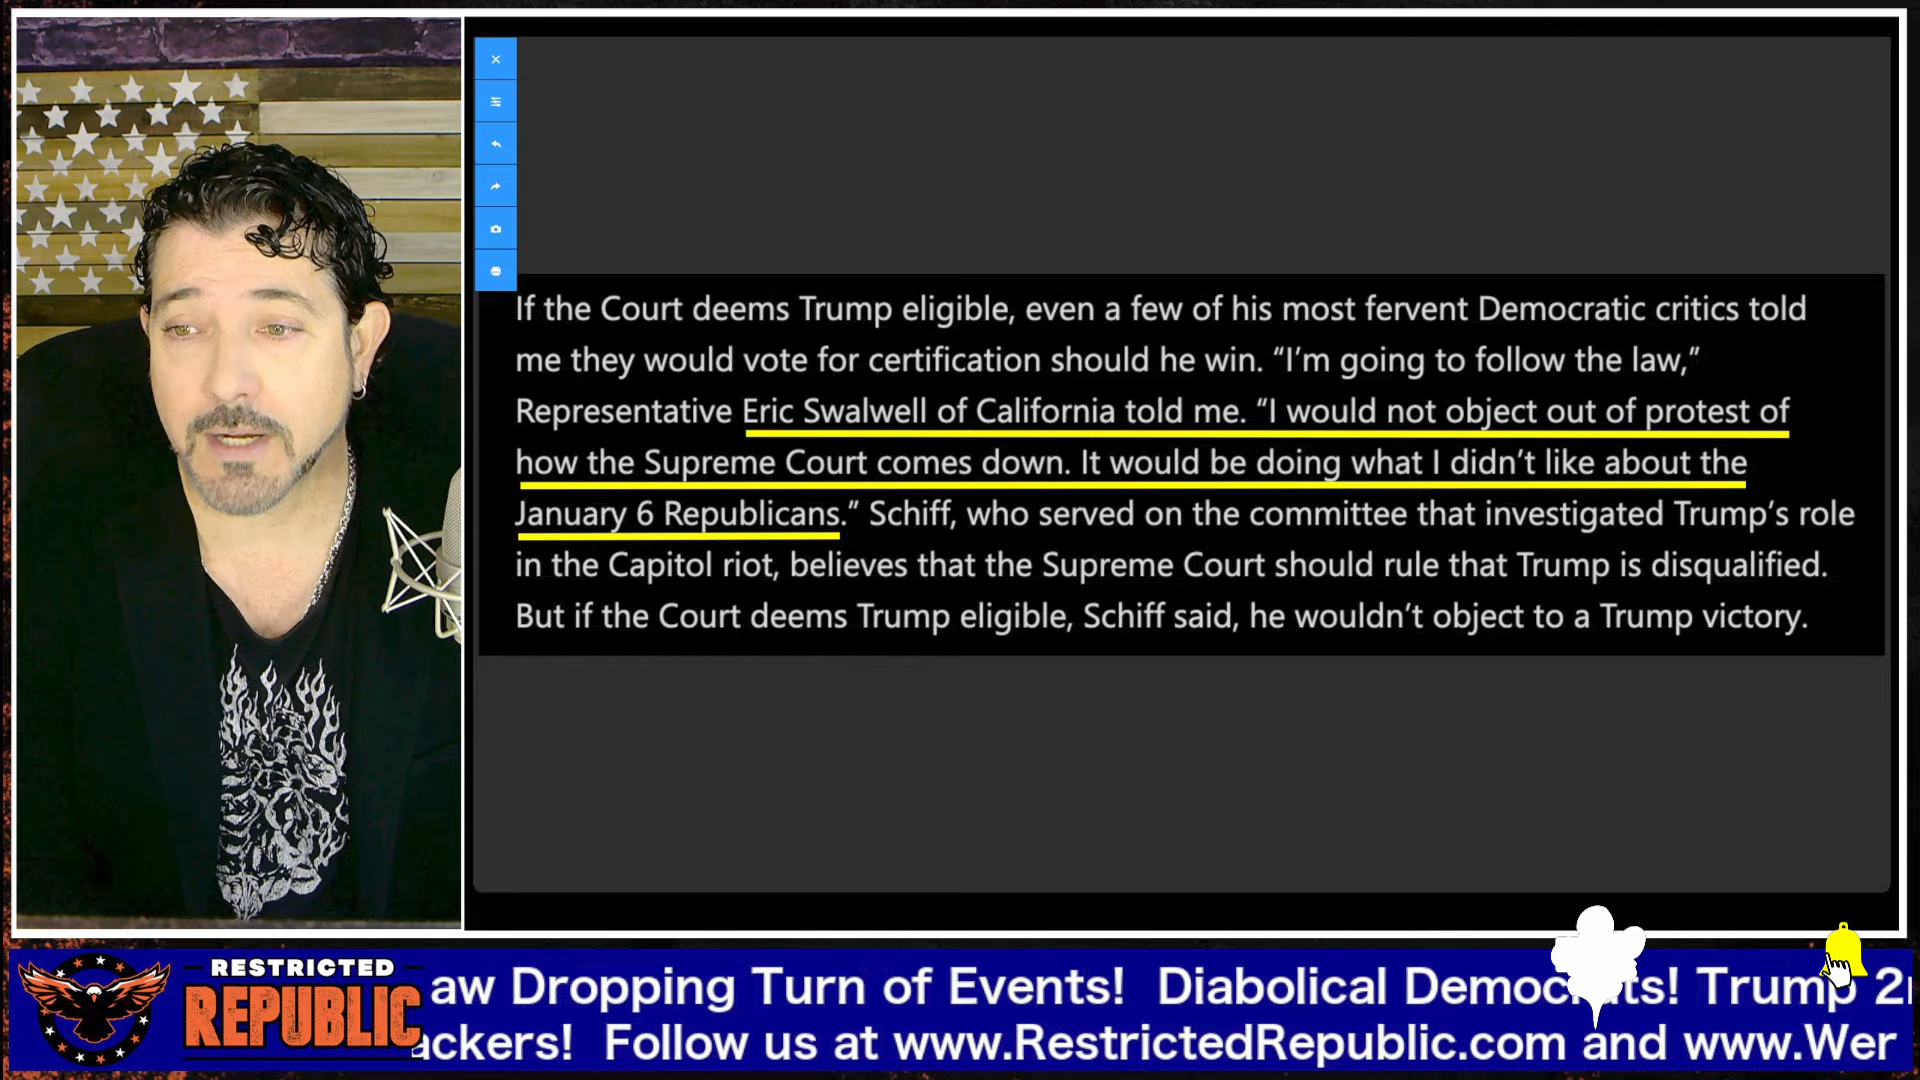 If the Court deems Trump eligible, even a few of his most fervent Democratic critics told
me they would vote for certification should he win. “I’m going to follow the law,”
Representative Eric Swalwell of California told me. “I would not object out of protest of
how the Supreme Court comes down. It would be doing what I didn’t like about the
January 6 Republicans.” Schiff, who served on the committee that investigated Trump’s role
in the Capitol riot, believes that the Supreme Court should rule that Trump is disqualified.
But if the Court deems Trump eligible, Schiff said, he wouldn’t object to a Trump victory.
RESTRICTED
REPUBLIC
aw Dropping Turn of Events! Diabolical Democrats! Trump 2
ackers! Follow us at www.RestrictedRepublic.com and www.Wer